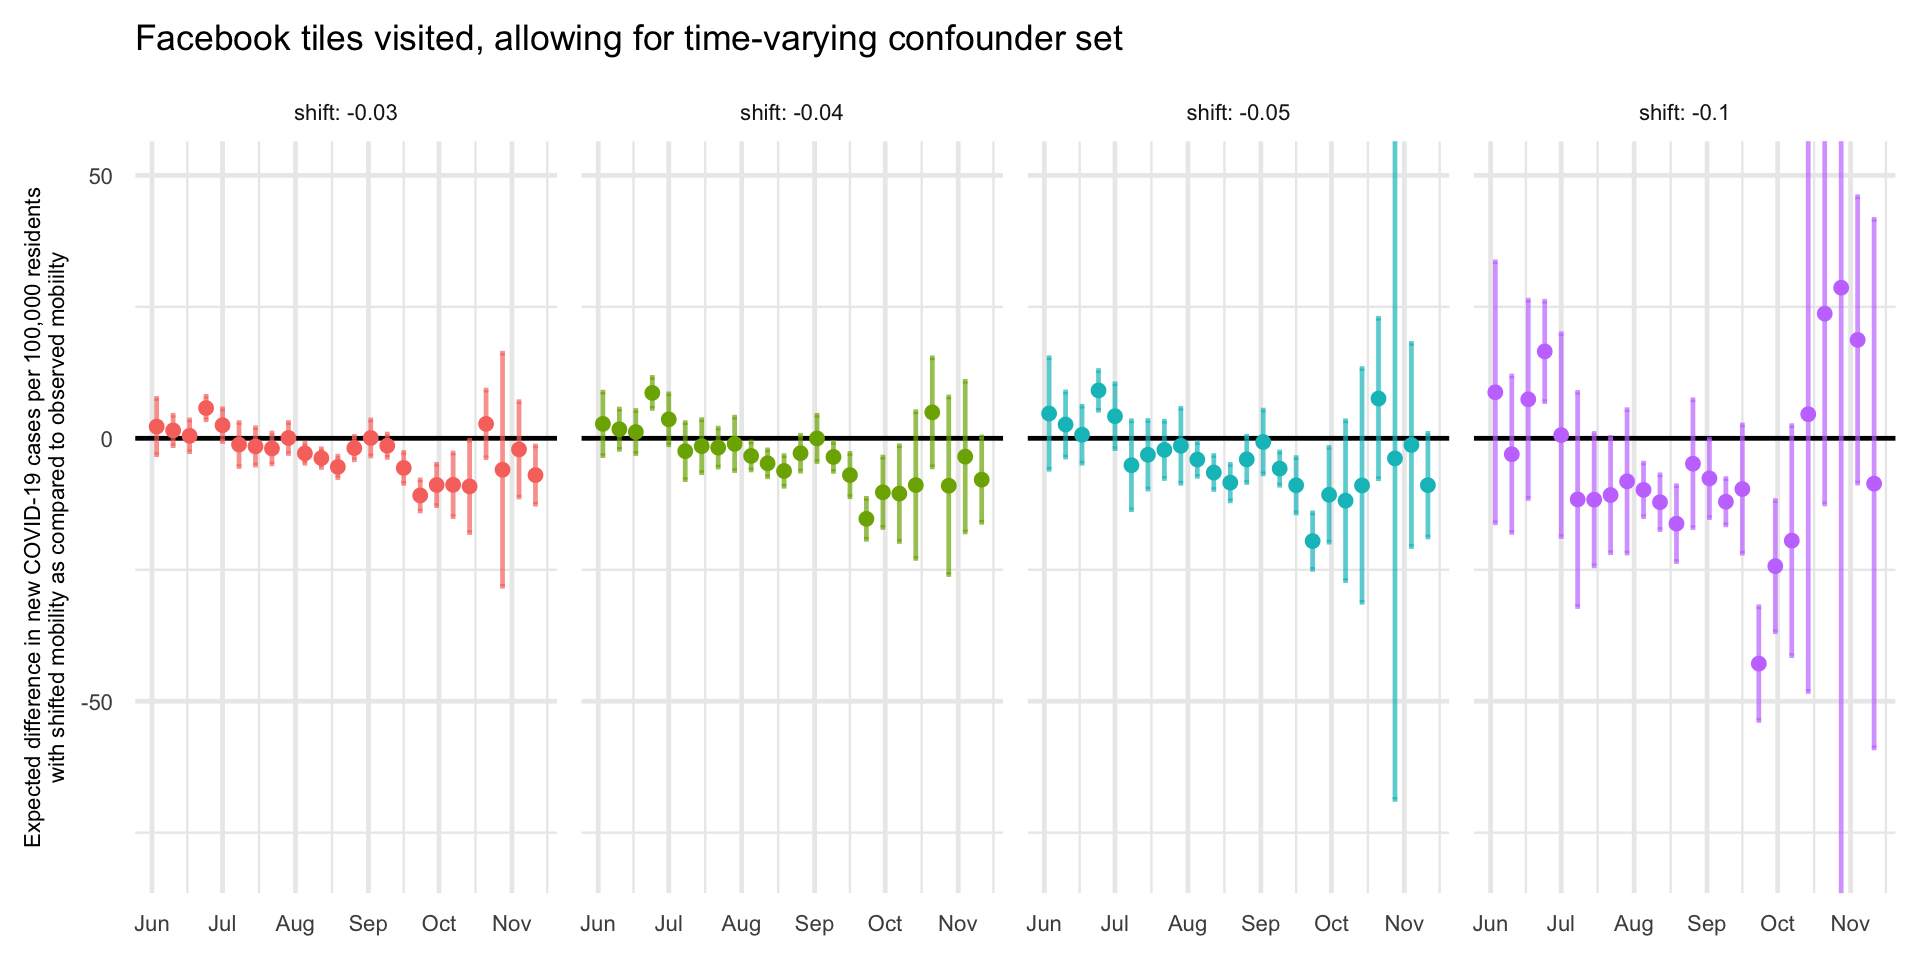 Facebook tiles visited, allowing for time-varying confounder set
shift: -0.03
shift: -0.04
shift: -0.05
shift: -0.1
Expected difference in new COVID-19 cases per 100,000 residents
with shifted mobility as compared to observed mobility
50
0
-50
Jun Jul Aug Sep Oct Nov
Jun Jul Aug Sep Oct Nov
Jun Jul Aug Sep Oct Nov
Jun Jul Aug Sep Oct Nov